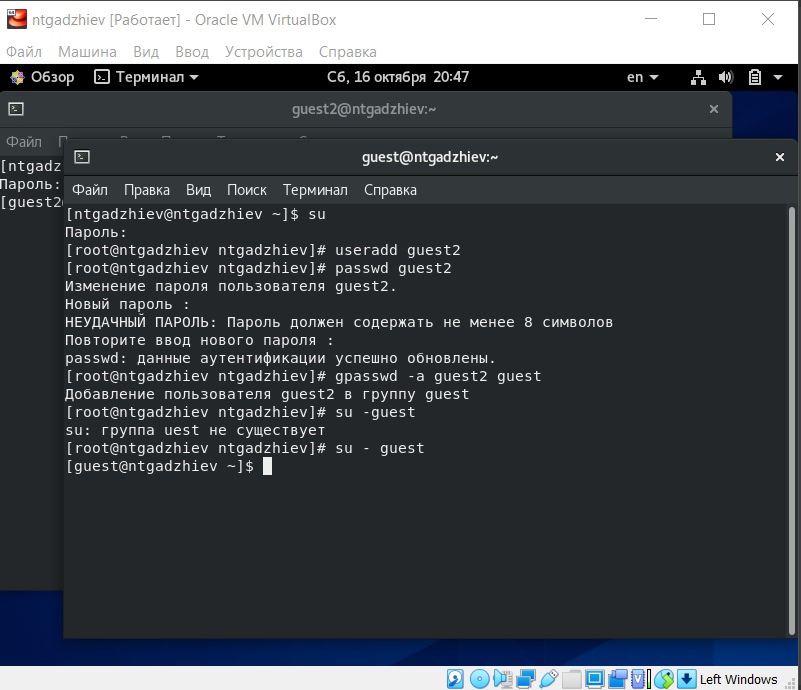 ntgadzhiev [Работает] - Oracle VM VirtualBox
Файл Машина Вид Ввод Устройства Справка
Обзор Терминал Сб, 16 октября 20:47 en
guest2@ntgadzhiev:~
Файл
[ntgadz
Пароль:
[guest2
guest@ntgadzhiev:~
Файл Правка Вид Поиск Терминал Справка
[ntgadzhiev@ntgadzhiev ~]$ su
Пароль:
[root@ntgadzhiev ntgadzhiev]# useradd guest2
[root@ntgadzhiev ntgadzhiev]# passwd guest2
Изменение пароля пользователя guest2.
Новый пароль :
НЕУДАЧНЫЙ ПАРОЛЬ: Пароль должен содержать не менее 8 символов
Повторите ввод нового пароля :
passwd: данные аутентификации успешно обновлены.
[root@ntgadzhiev ntgadzhiev]# gpasswd -a guest2 guest
Добавление пользователя guest2 в группу guest
[root@ntgadzhiev ntgadzhiev]# su -guest
su: группа uest не существует
[root@ntgadzhiev ntgadzhiev]# su - guest
[guest@ntgadzhiev ~]$
Left Windows